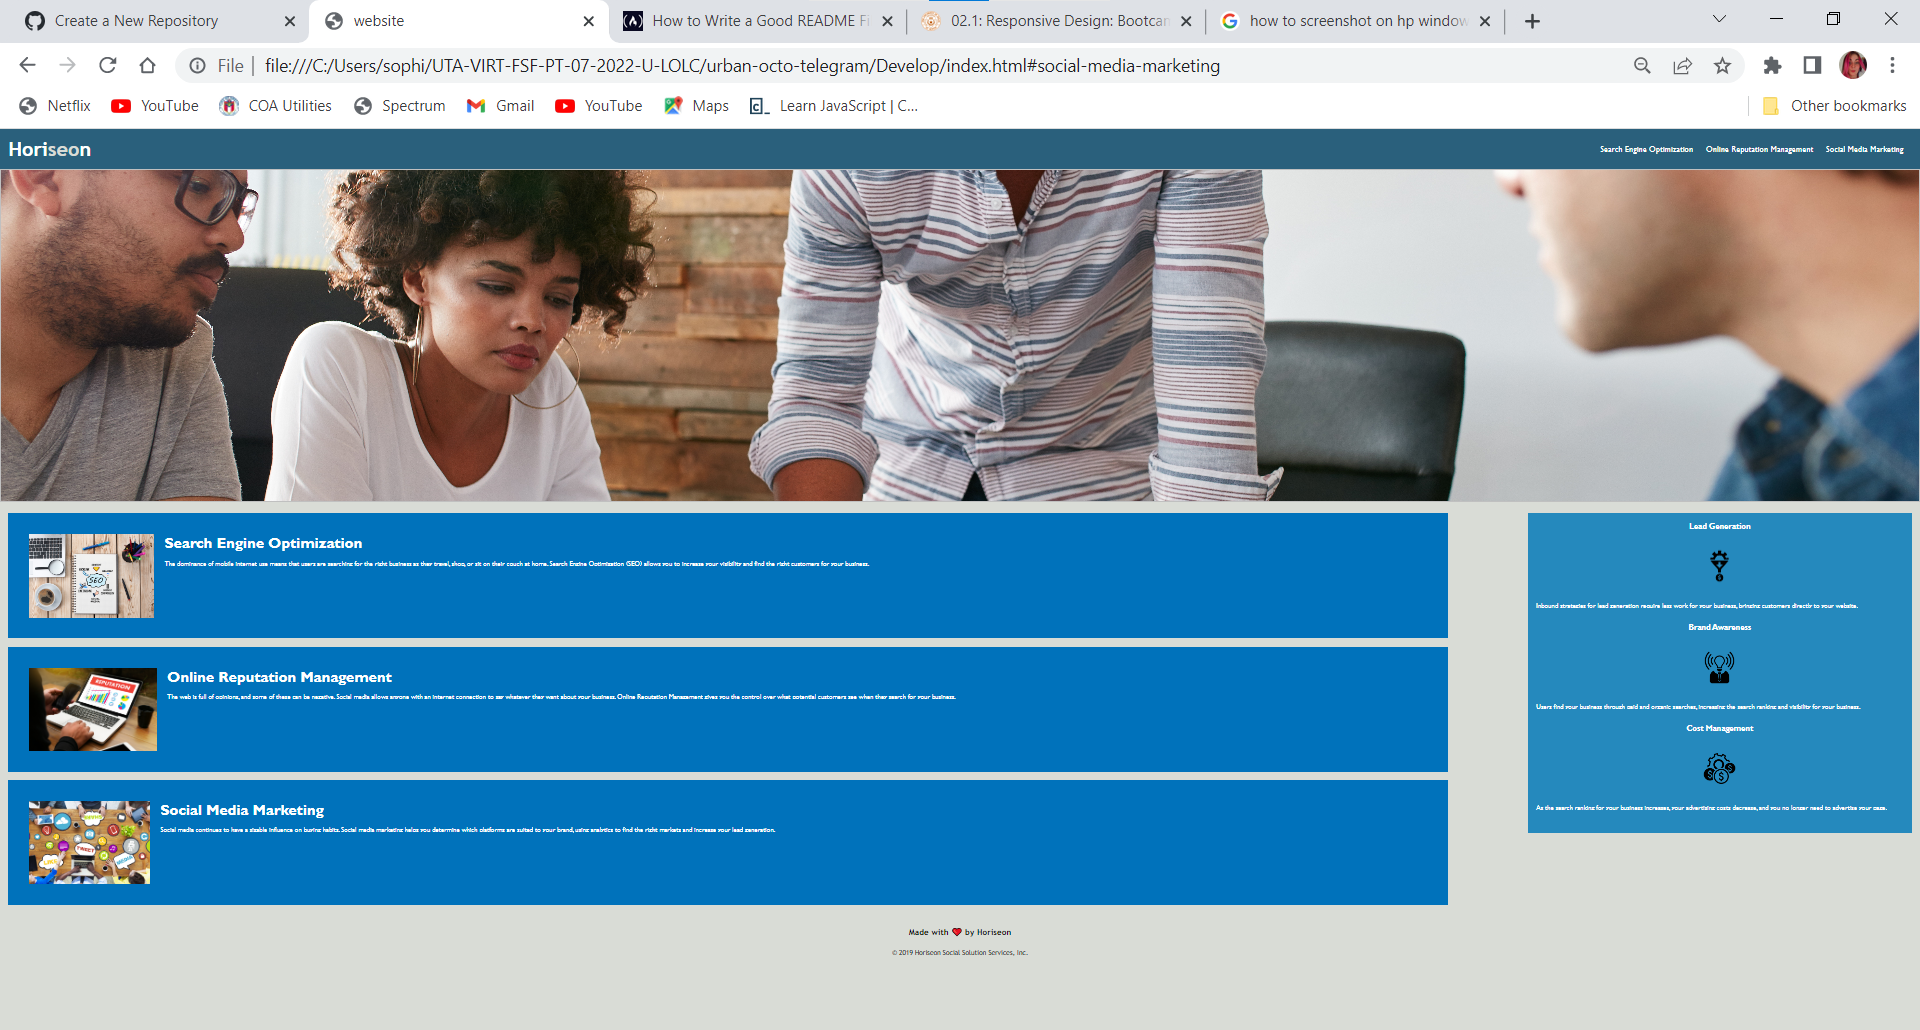 Create a New Repository
website
How to Write a Good README Fi
02.1: Responsive Design: Bootcam
how to screenshot on hp window
File
file:///C:/Users/sophi/UTA-VIRT-FSF-PT-07-2022-U-LOLC/urban-octo-telegram/Develop/index.html#social-media-marketing
Netflix
YouTube
COA Utilities
Spectrum
Gmail
YouTube
Maps
Learn JavaScript | C...
Other bookmarks
Horiseon
Search Engine Optimization
Online Reputation Management
Social Media Marketing
Search Engine Optimization
The dominance of mobile internet use means that users are searching for the right business as they travel, shop, or sit on their couch at home. Search Engine Optimization (SEO) allows you to increase your visibility and find the right customers for your business.
SEO
Online Reputation Management
The web is full of opinions, and some of these can be negative. Social media allows anyone with an internet connection to say whatever they want about your business. Online Reputation Management gives you the control over what potential customers see when they search for your business.
REPUTATION
Social Media Marketing
Social media continues to have a sizable influence on buying habits. Social media marketing helps you determine which platforms are suited to your brand, using analytics to find the right markets and increase your lead generation.
TWEET
LIKE
Lead Generation
Inbound strategies for lead generation require less work for your business, bringing customers directly to your website.
Brand Awareness
Users find your business through paid and organic searches, increasing the search ranking and visibility for your business.
Cost Management
As the search ranking for your business increases, your advertising costs decrease, and you no longer need to advertise your page.
Made with ❤️ by Horiseon
© 2019 Horiseon Social Solution Services, Inc.